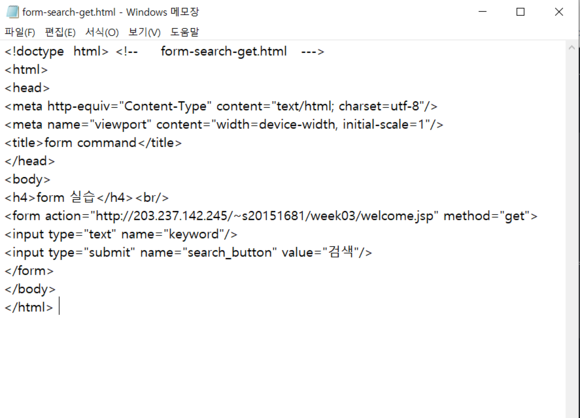 form-search-get.html - Windows 메모장
파일(F) 편집(E) 서식(O) 보기(V) 도움말
<!doctype html> <!-- form-search-get.html --->
<html>
<head>
<meta http-equiv="Content-Type" content="text/html; charset=utf-8"/>
<meta name="viewport" content="width=device-width, initial-scale=1"/>
<title>form command</title>
</head>
<body>
<h4>form 실습</h4><br/>
<form action="http://203.237.142.245/~s20151681/week03/welcome.jsp" method="get">
<input type="text" name="keyword"/>
<input type="submit" name="search_button" value="검색"/>
</form>
</body>
</html>